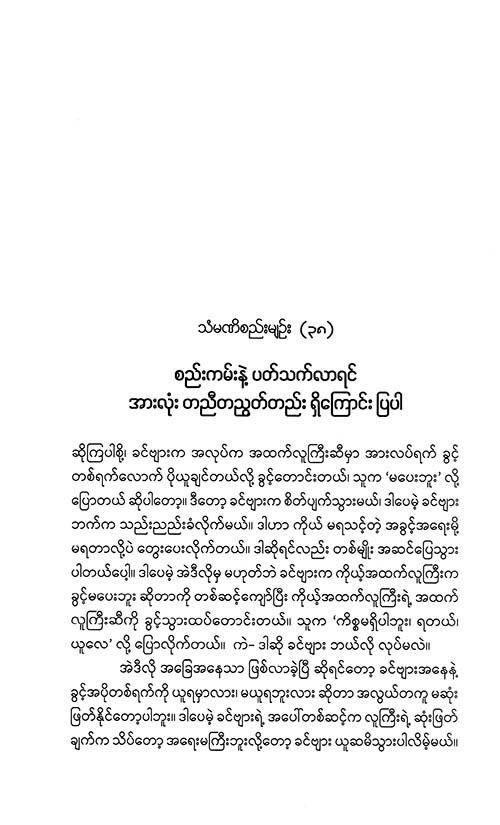 သံမဏိစည်းမျဉ်း (၃၈)
စည်းကမ်းနဲ့ ပတ်သက်လာရင်
အားလုံး တညီတညွတ်တည်း ရှိကြောင်း ပြပါ
ဆိုကြပါစို့၊ ခင်ဗျားက အလုပ်က အထက်လူကြီးဆီမှာ အားလပ်ရက် ခွင့်
တစ်ရက်လောက် ပိုယူချင်တယ်လို့ ခွင့်တောင်းတယ်၊ သူက ‘မပေးဘူး’ လို့
ပြောတယ် ဆိုပါတော့။ ဒီတော့ ခင်ဗျားက စိတ်ပျက်သွားမယ်၊ ဒါပေမဲ့ ခင်ဗျား
ဘက်က သည်းညည်းခံလိုက်မယ်။ ဒါဟာ ကိုယ် မရသင့်တဲ့ အခွင့်အရေးမို့
မရတာလို့ပဲ တွေးပေးလိုက်တယ်။ ဒါဆိုရင်လည်း တစ်မျိုး အဆင်ပြေသွား
ပါတယ်ပေါ့။ ဒါပေမဲ့ အဲဒီလိုမှ မဟုတ်ဘဲ ခင်ဗျားက ကိုယ့်အထက်လူကြီးက
ခွင့်မပေးဘူး ဆိုတာကို တစ်ဆင့်ကျော်ပြီး ကိုယ့်အထက်လူကြီးရဲ့ အထက်
လူကြီးဆီကို ခွင့်သွားထပ်တောင်းတယ်။ သူက ‘ကိစ္စမရှိပါဘူး၊ ရတယ်၊
ယူလေ’ လို့ ပြောလိုက်တယ်။ ကဲ- ဒါဆို ခင်ဗျား ဘယ်လို လုပ်မလဲ။
အဲဒီလို အခြေအနေသာ ဖြစ်လာခဲ့ပြီ ဆိုရင်တော့ ခင်ဗျားအနေနဲ့
ခွင့်အပိုတစ်ရက်ကို ယူရမှာလား၊ မယူရဘူးလား ဆိုတာ အလွယ်တကူ မဆုံး
ဖြတ်နိုင်တော့ပါဘူး။ ဒါပေမဲ့ ခင်ဗျားရဲ့ အပေါ်တစ်ဆင့်က လူကြီးရဲ့ ဆုံးဖြတ်
ချက်က သိပ်တော့ အရေးမကြီးဘူးလို့တော့ ခင်ဗျား ယူဆမိသွားပါလိမ့်မယ်။